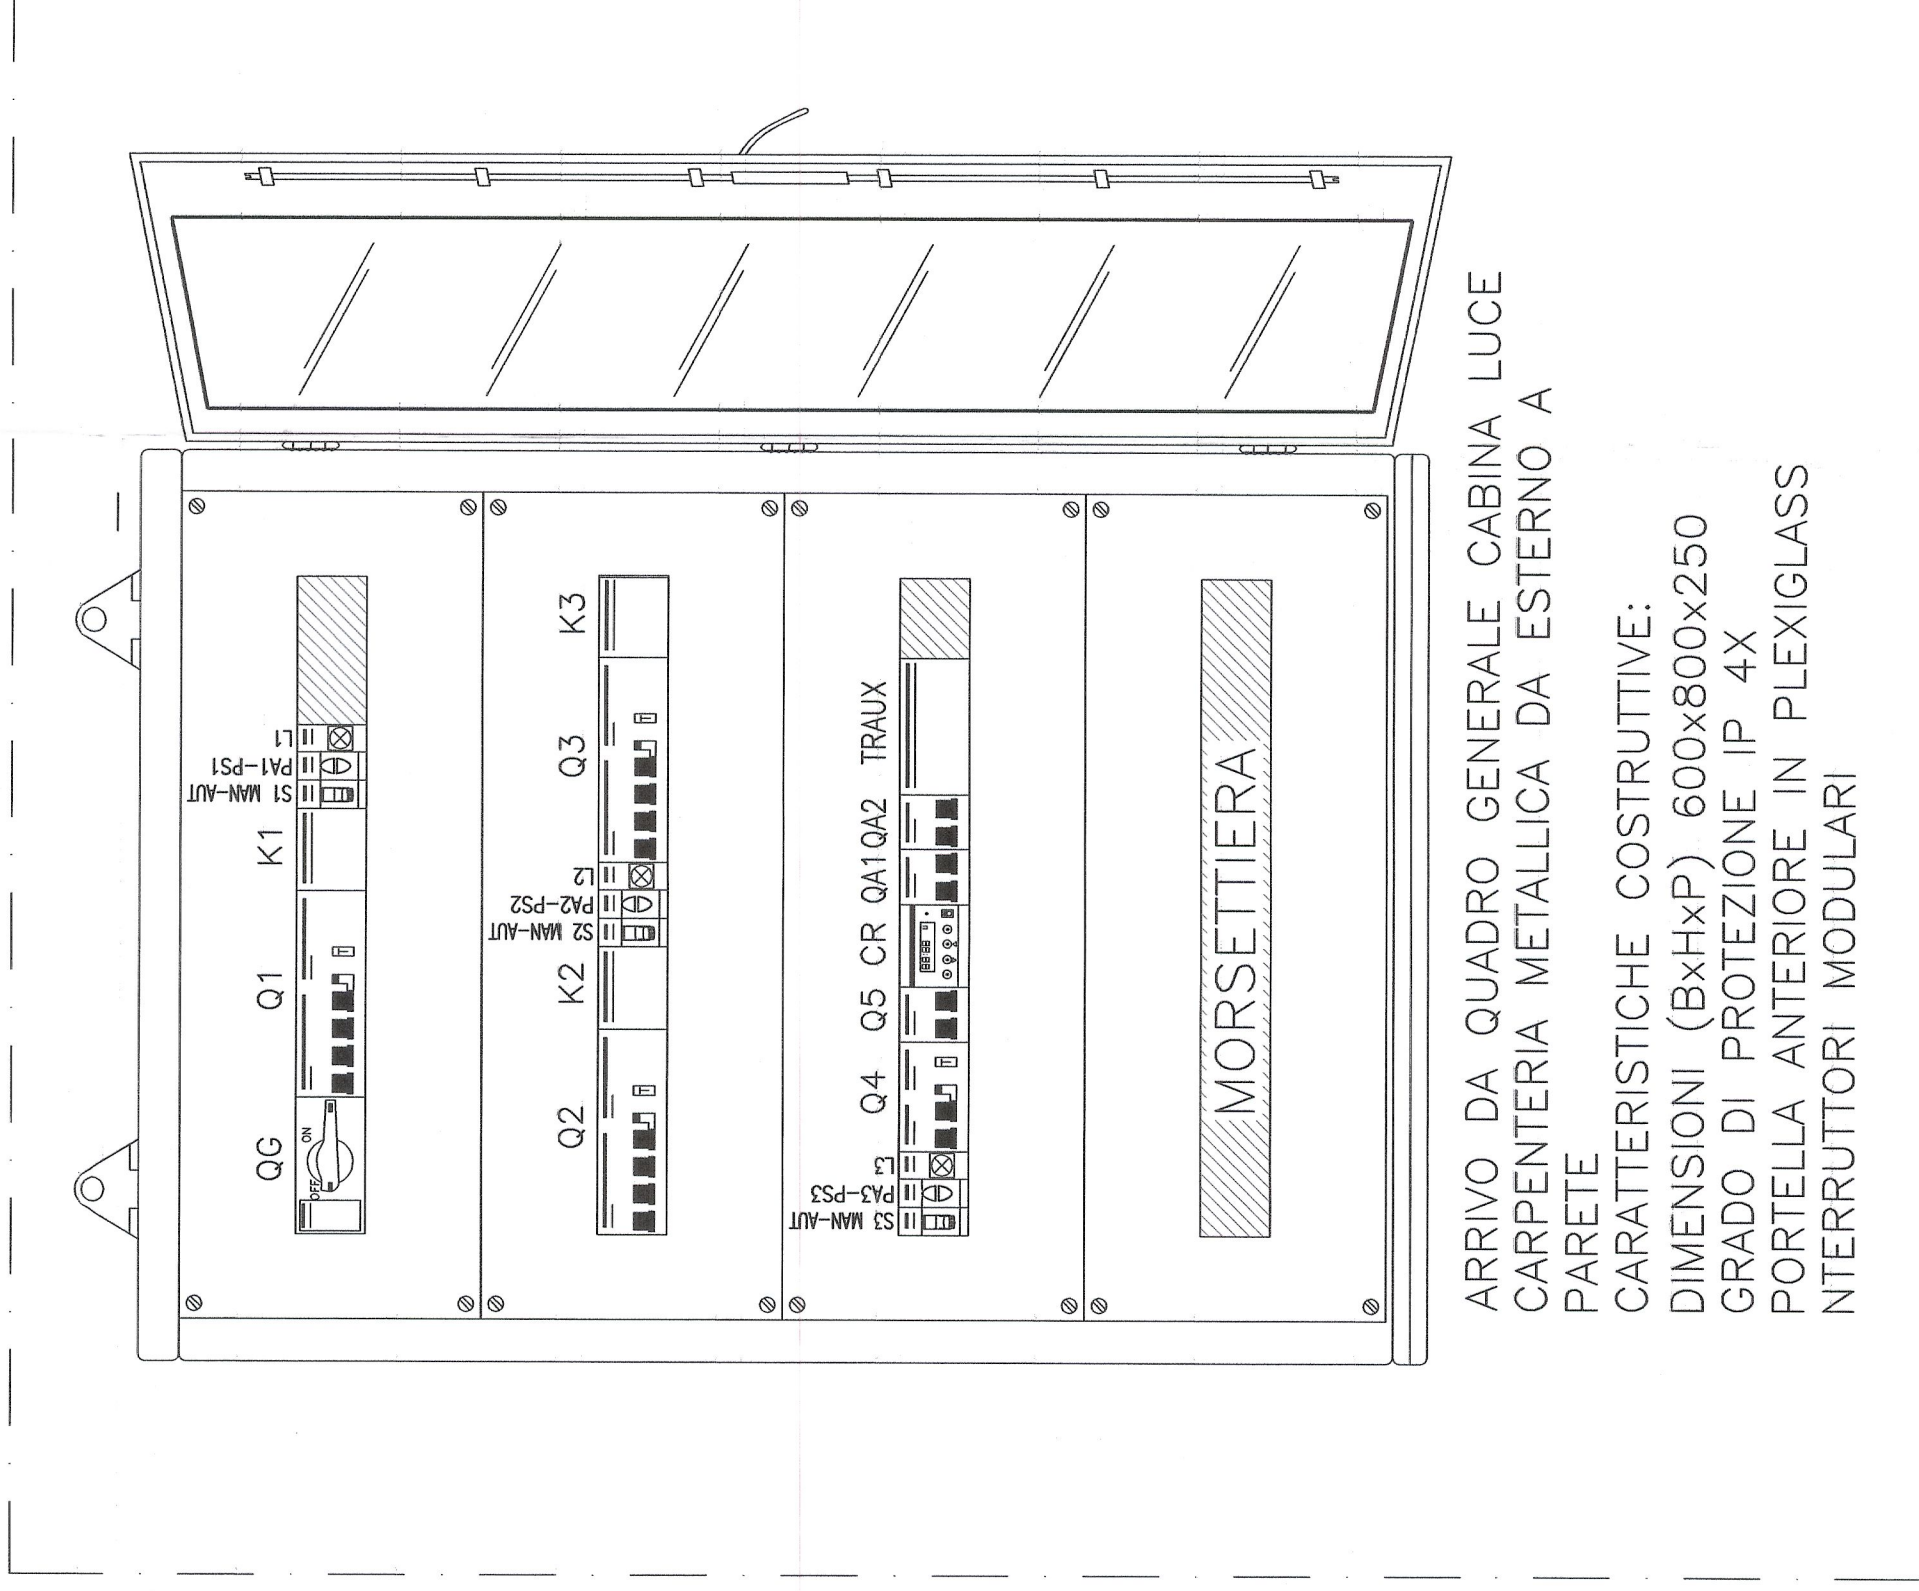 QG Q1 K1 S1 MAN-AUT PA1-PS1 L1
OFF ON
Q2 K2 S2 MAN-AUT PA2-PS2 L2 Q3 K3
S3 MAN-AUT PA3-PS3 L3 Q4 Q5 CR QA1 QA2 TRAUX
MORSETTIERA
ARRIVO DA QUADRO GENERALE CABINA LUCE
CARPENTERIA METALLICA DA ESTERNO A
PARETE
CARATTERISTICHE COSTRUTTIVE:
DIMENSIONI (BxHxP) 600x800x250
GRADO DI PROTEZIONE IP 4X
PORTELLA ANTERIORE IN PLEXIGLASS
NTERRUTTORI MODULARI